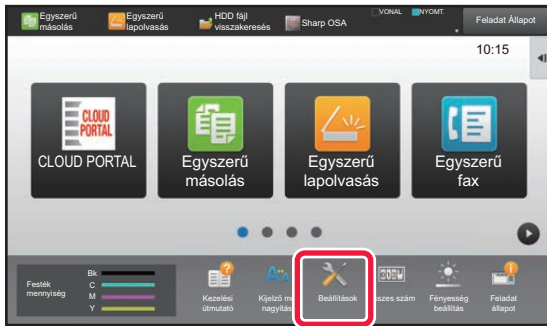 Egyszerű
másolás
Egyszerű
lapolvasás
HDD fájl
visszakeresés
Sharp OSA
VONAL
NYOMT.
Feladat Állapot
10:15
CLOUD
PORTAL
CLOUD PORTAL
Egyszerű
másolás
Egyszerű
lapolvasás
Egyszerű
fax
Festék
mennyiség
Bk
C
M
Y
Kezelési
útmutató
Kijelző
nagyítás
Beállítások
szám
Fényesség
beállítás
Feladat
állapot